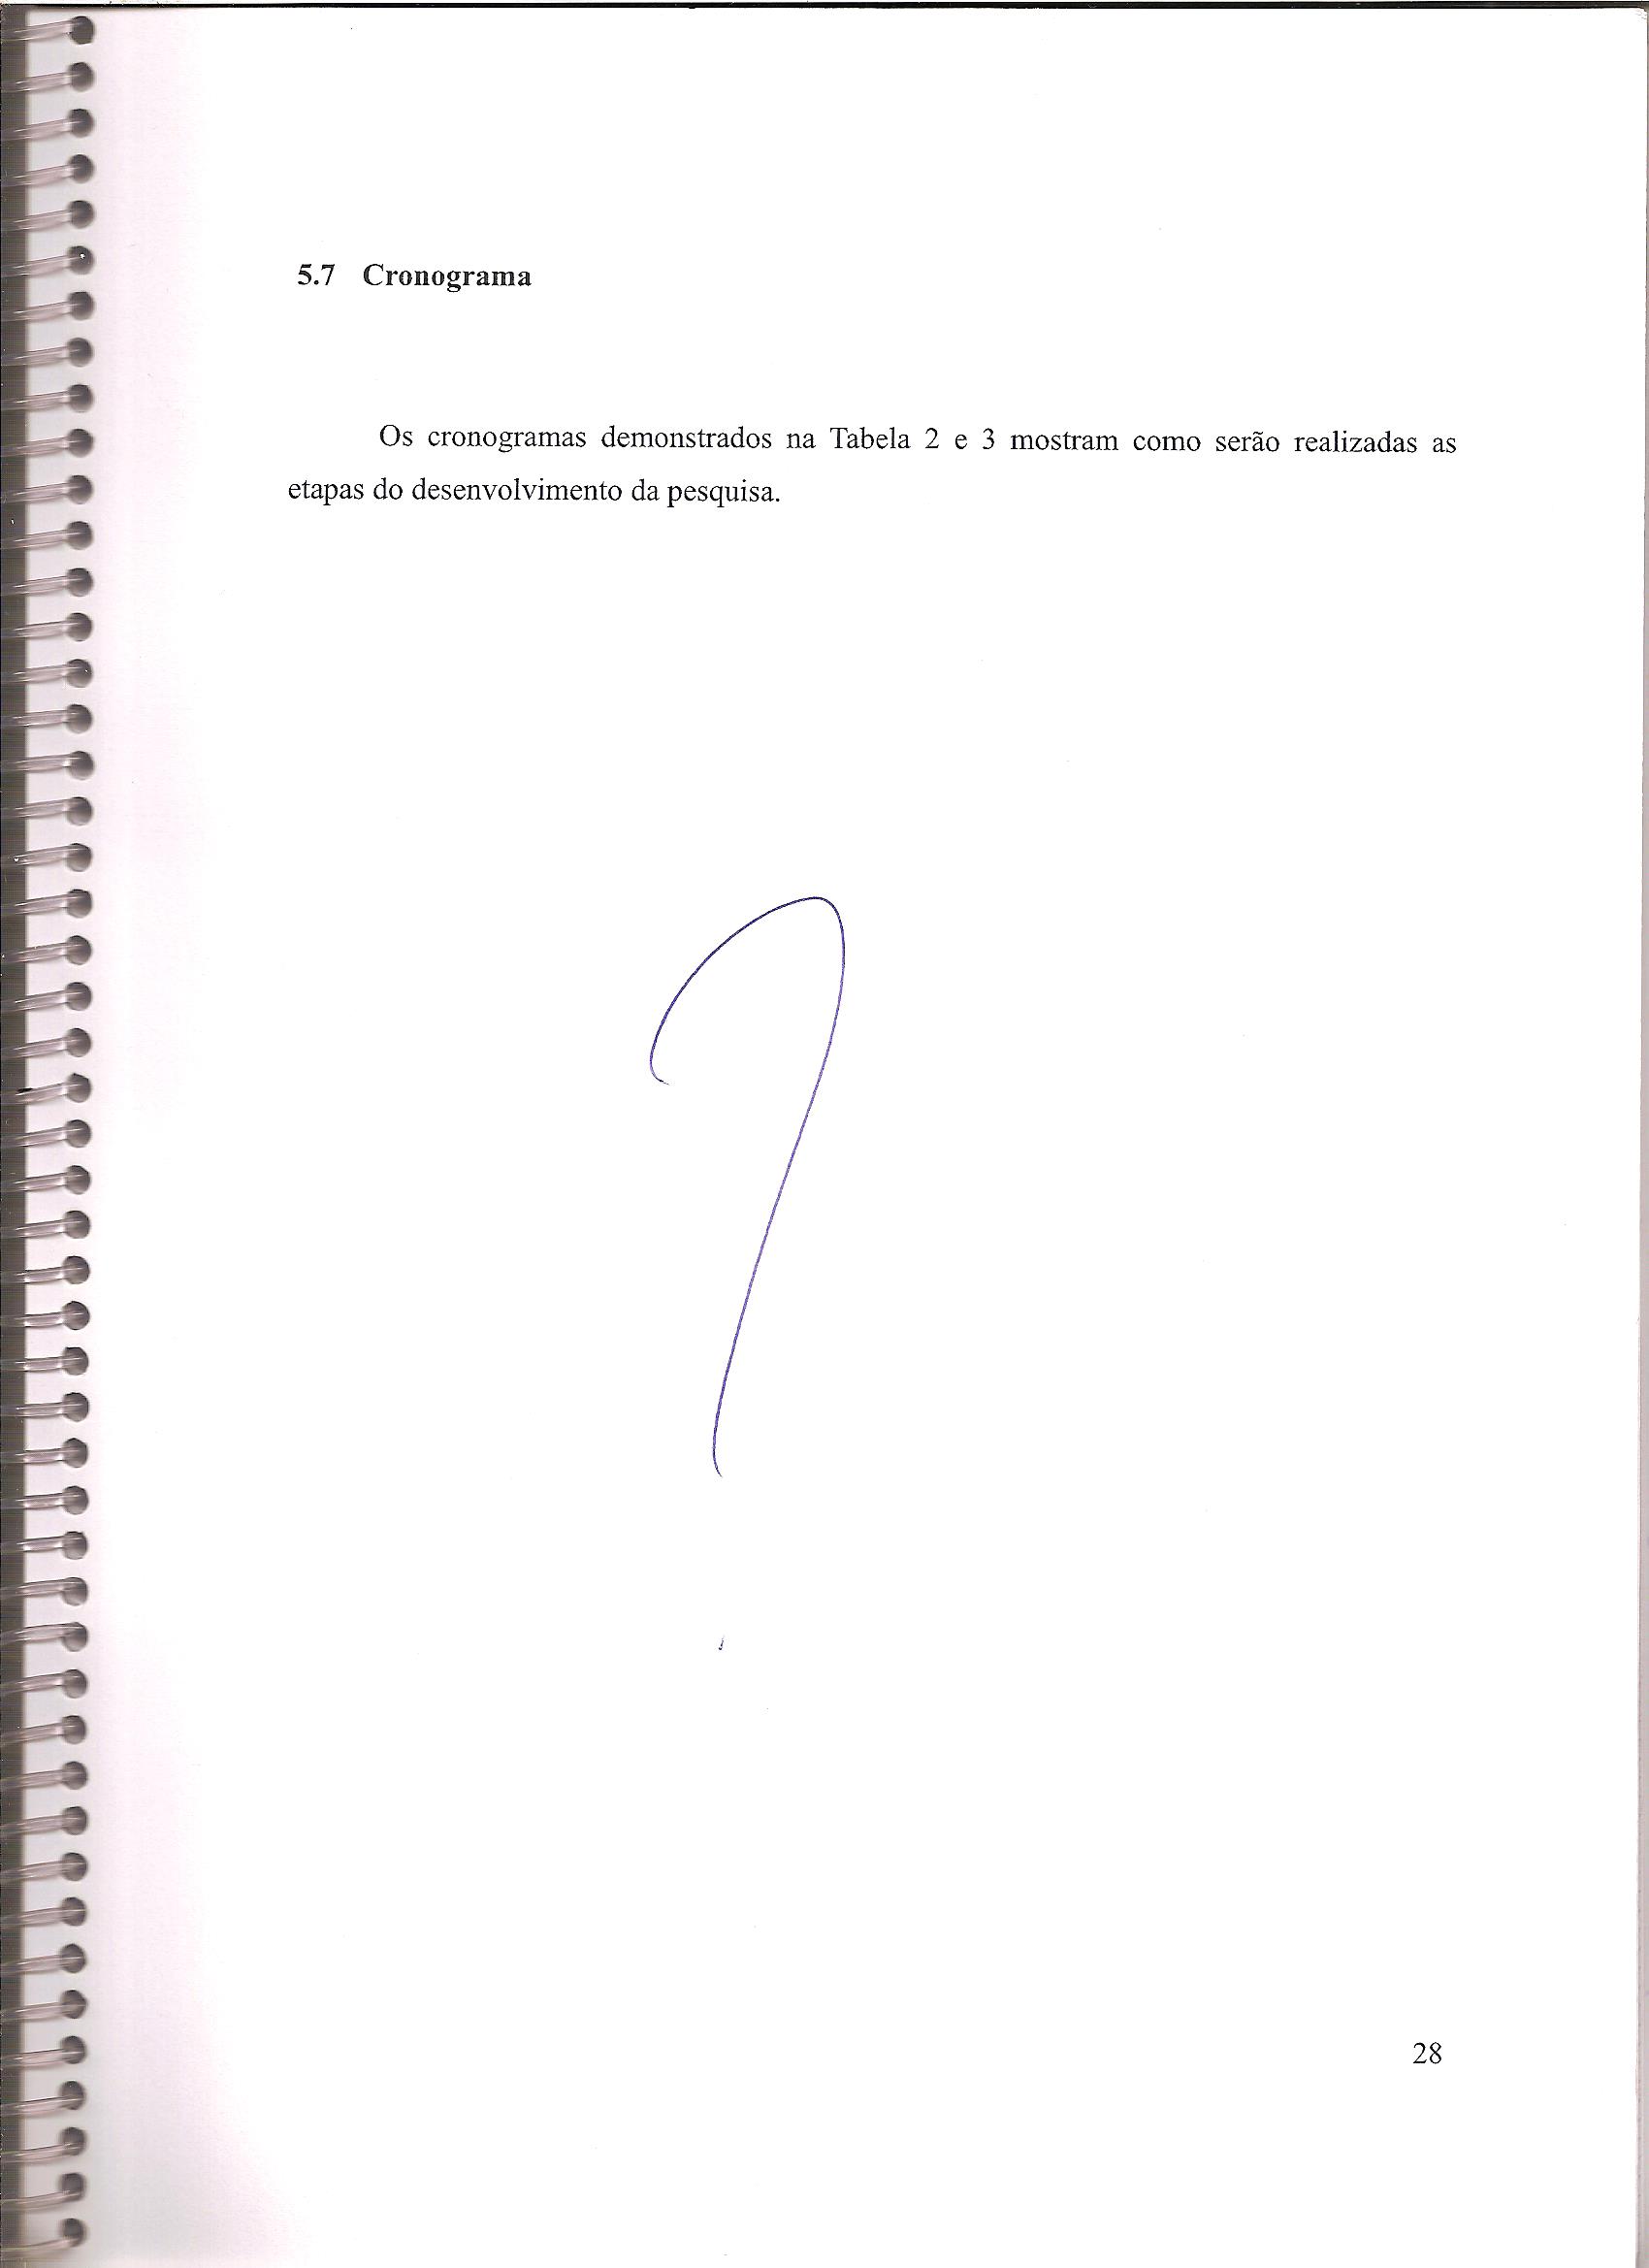 5.7 Cronograma
Os cronogramas demonstrados na Tabela 2 e 3 mostram como serão realizadas as
etapas do desenvolvimento da pesquisa.
?
28